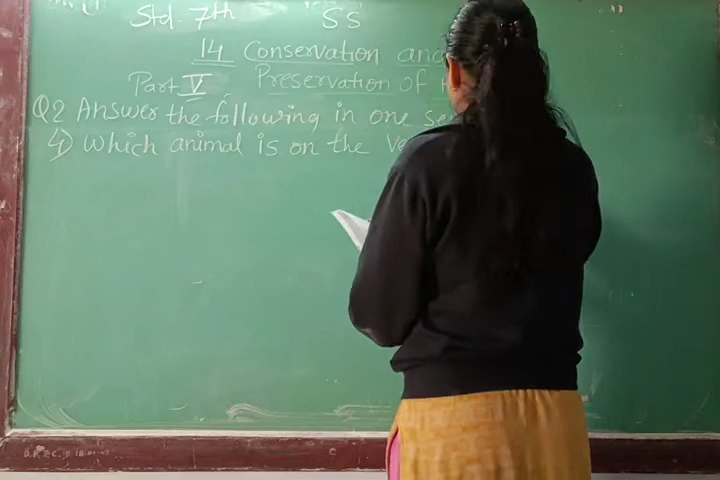 Std. 7th Ss
14 Conservation and
Part V Preservation of
Q2 Answer the following in one
4) Which animal is on the